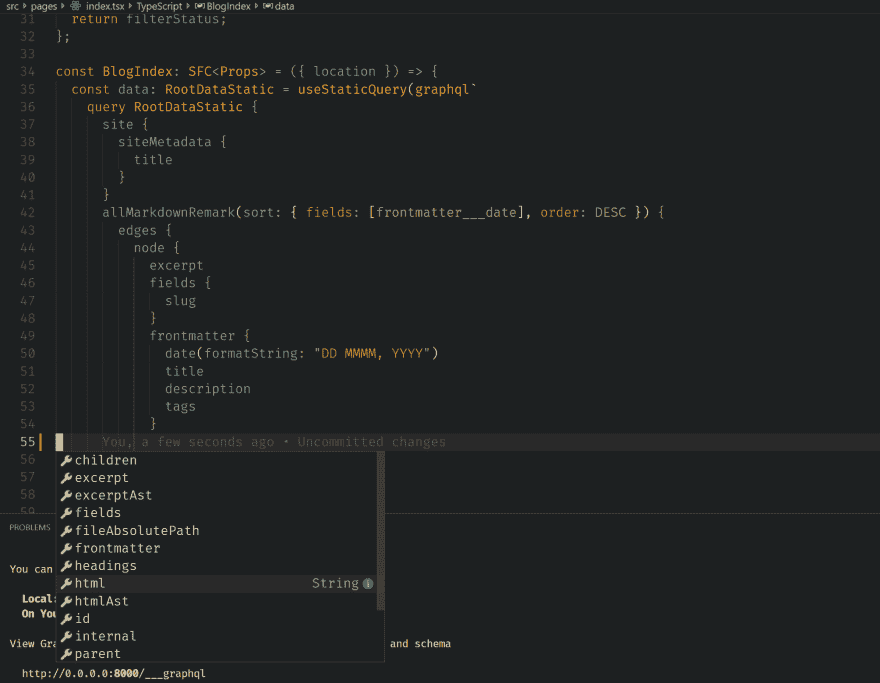 src pages index.tsx TypeScript BlogIndex data
31 return filterStatus;
32 };
33
34 const BlogIndex: SFC<Props> = ({ location }) => {
35 const data: RootDataStatic = useStaticQuery(graphql`
36 query RootDataStatic {
37 site {
38 siteMetadata {
39 title
40 }
41 }
42 allMarkdownRemark(sort: { fields: [frontmatter___date], order: DESC }) {
43 edges {
44 node {
45 excerpt
46 fields {
47 slug
48 }
49 frontmatter {
50 date(formatString: "DD MMMM, YYYY")
51 title
52 description
53 tags
54 }
55 You, a few seconds ago • Uncommitted changes
56 children
57 excerpt
58 excerptAst
59 fields
PROBLEMS fileAbsolutePath
frontmatter
You can headings
html String
Local: htmlAst
On You id
internal
View Gra and schema
parent
http://0.0.0.0:8000/___graphql